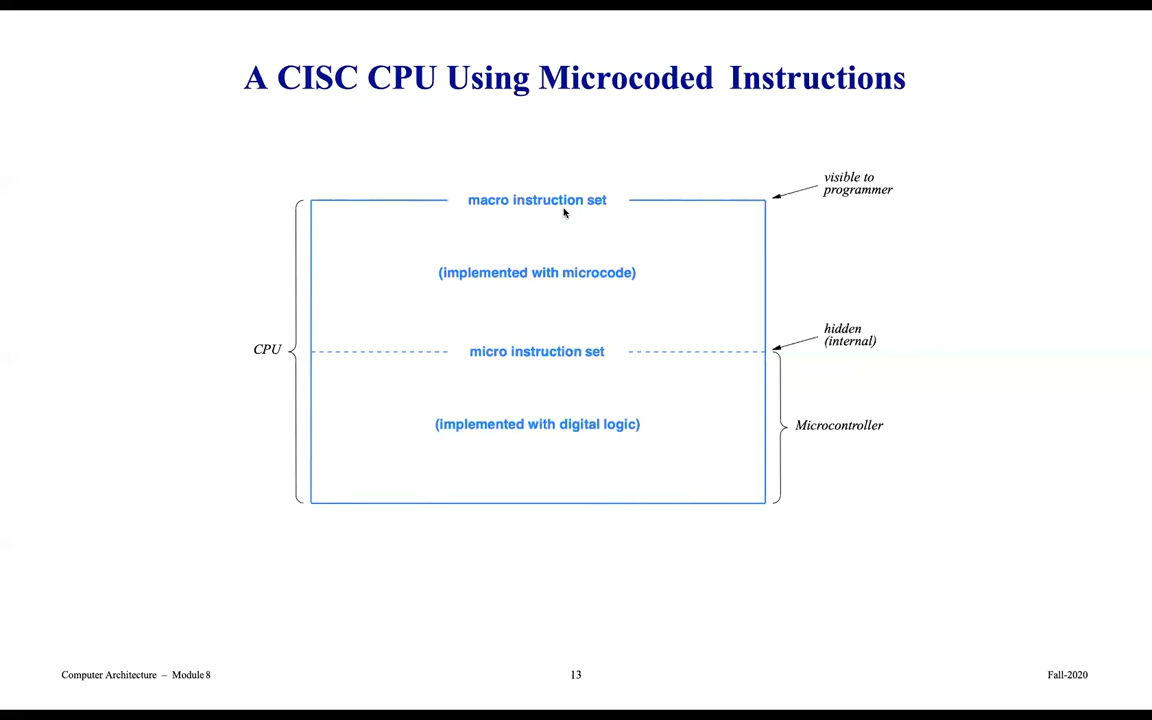 A CISC CPU Using Microcoded Instructions
visible to
programmer
macro instruction set
(implemented with microcode)
hidden
(internal)
CPU
micro instruction set
(implemented with digital logic)
Microcontroller
Computer Architecture – Module 8
13
Fall-2020